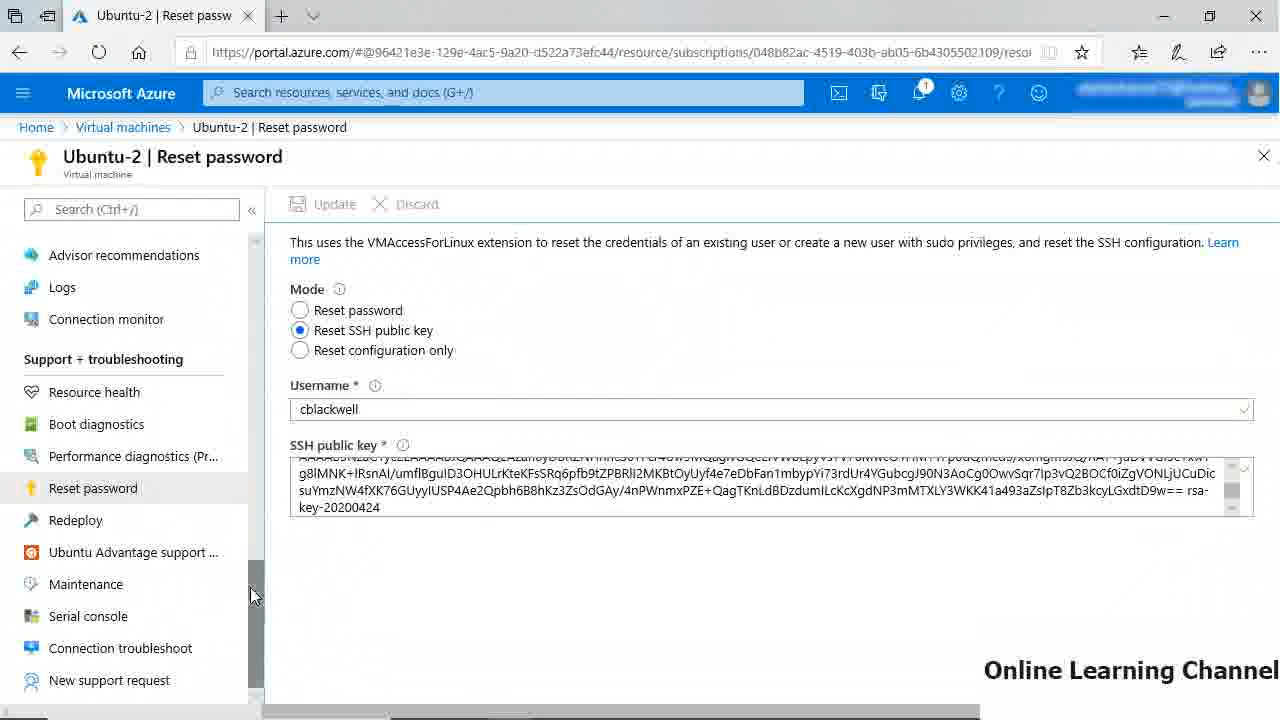 Ubuntu-2 | Reset passw
https://portal.azure.com/#@96421e3e-129e-4ac5-9a20-d522a73efc44/resource/subscriptions/048b82ac-4519-403b-ab05-6b4305502109/resou
Microsoft Azure
Search resources, services, and docs (G+/)
1
Home > Virtual machines > Ubuntu-2 | Reset password
Ubuntu-2 | Reset password
Virtual machine
Search (Ctrl+/)
Advisor recommendations
Logs
Connection monitor
Support + troubleshooting
Resource health
Boot diagnostics
Performance diagnostics (Pr...
Reset password
Redeploy
Ubuntu Advantage support ...
Maintenance
Serial console
Connection troubleshoot
New support request
Update
Discard
This uses the VMAccessForLinux extension to reset the credentials of an existing user or create a new user with sudo privileges, and reset the SSH configuration. Learn
more
Mode
Reset password
Reset SSH public key
Reset configuration only
Username *
cblackwell
SSH public key *
g8lMNK+lRsnAI/umflBguID3OHULrKteKFsSRq6pfb9tZPBRli2MKBtOyUyf4e7eDbFan1mbypYi73rdUr4YGubcgJ90N3AoCg0OwvSqr7Ip3vQ2BOCf0iZgVONLjUCuDic
suYmzNW4fXK76GUyyIUSP4Ae2Qpbh6B8hKz3ZsOdGAy/4nPWnmxPZE+QagTKnLdBDzdumILcKcXgdNP3mMTXLY3WKK41a493aZsIpT8Zb3kcyLGxdtD9w== rsa-
key-20200424
Online Learning Channel